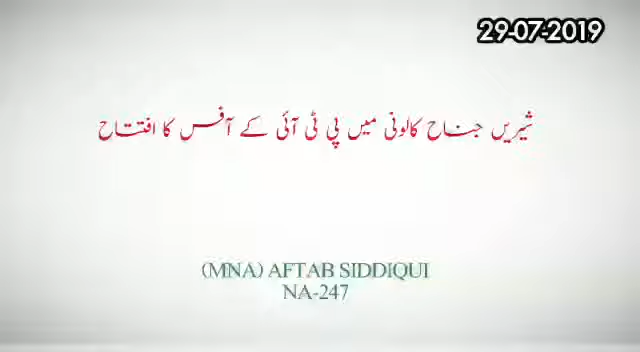 29-07-2019
شیریں جناح کالونی میں پی ٹی آئی کے آفس کا افتتاح
(MNA) AFTAB SIDDIQUI
NA-247